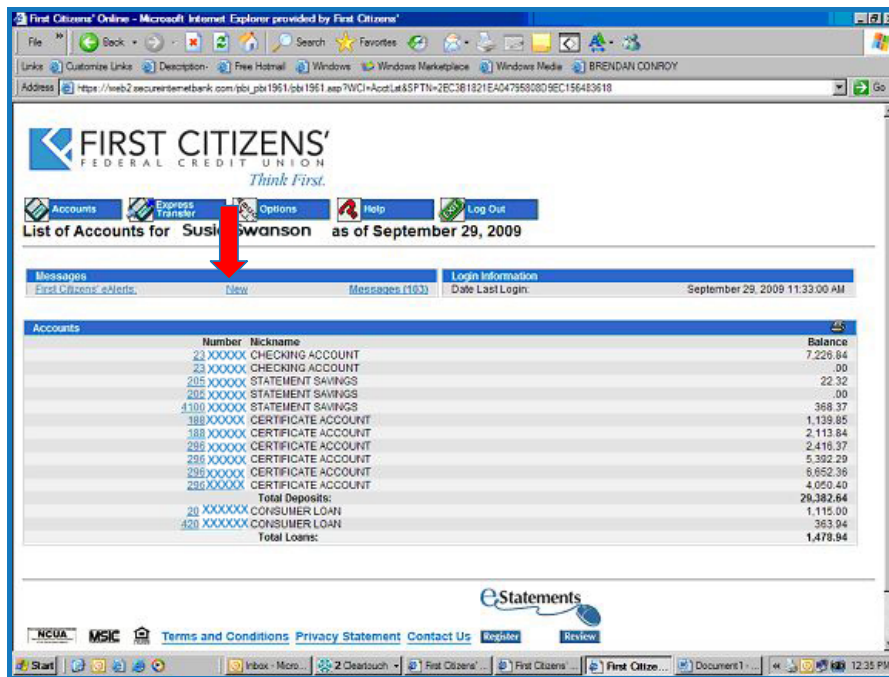 First Citizens' Online - Microsoft Internet Explorer provided by First Citizens'
File » Back Search Favorites
Links Customize Links Description- Free Hotmail Windows Windows Marketplace Windows Media BRENDAN CONROY
Address https://web2.secureinternetbank.com/pbi_pbi1961/pbi1961.asp?WCI=AcctList&SPTN=2EC3B1821EA04795808D9EC156483618 Go
FIRST CITIZENS'
FEDERAL CREDIT UNION
Think First.
Accounts Express Transfer Options Help Log Out
List of Accounts for Susie Swanson as of September 29, 2009
Messages Login Information
First Citizens' eAlerts: New Messages (163) Date Last Login: September 29, 2009 11:33:00 AM
Accounts
Number Nickname Balance
23 XXXXX CHECKING ACCOUNT 7,226.84
23 XXXXX CHECKING ACCOUNT .00
205 XXXXX STATEMENT SAVINGS 22.32
205 XXXXX STATEMENT SAVINGS .00
4100 XXXXX STATEMENT SAVINGS 368.37
188 XXXXX CERTIFICATE ACCOUNT 1,139.85
188 XXXXX CERTIFICATE ACCOUNT 2,113.84
296 XXXXX CERTIFICATE ACCOUNT 2,416.37
296 XXXXX CERTIFICATE ACCOUNT 5,392.29
296 XXXXX CERTIFICATE ACCOUNT 6,652.36
296 XXXXX CERTIFICATE ACCOUNT 4,050.40
Total Deposits: 29,382.64
20 XXXXXX CONSUMER LOAN 1,115.00
420 XXXXXX CONSUMER LOAN 363.94
Total Loans: 1,478.94
eStatements
NCUA MSIC Terms and Conditions Privacy Statement Contact Us Register Review
Start Inbox - Micro... 2 Cleartouch First Citizens' ... First Citizens' ... First Citize... Document1 - ... « 12:35 PM